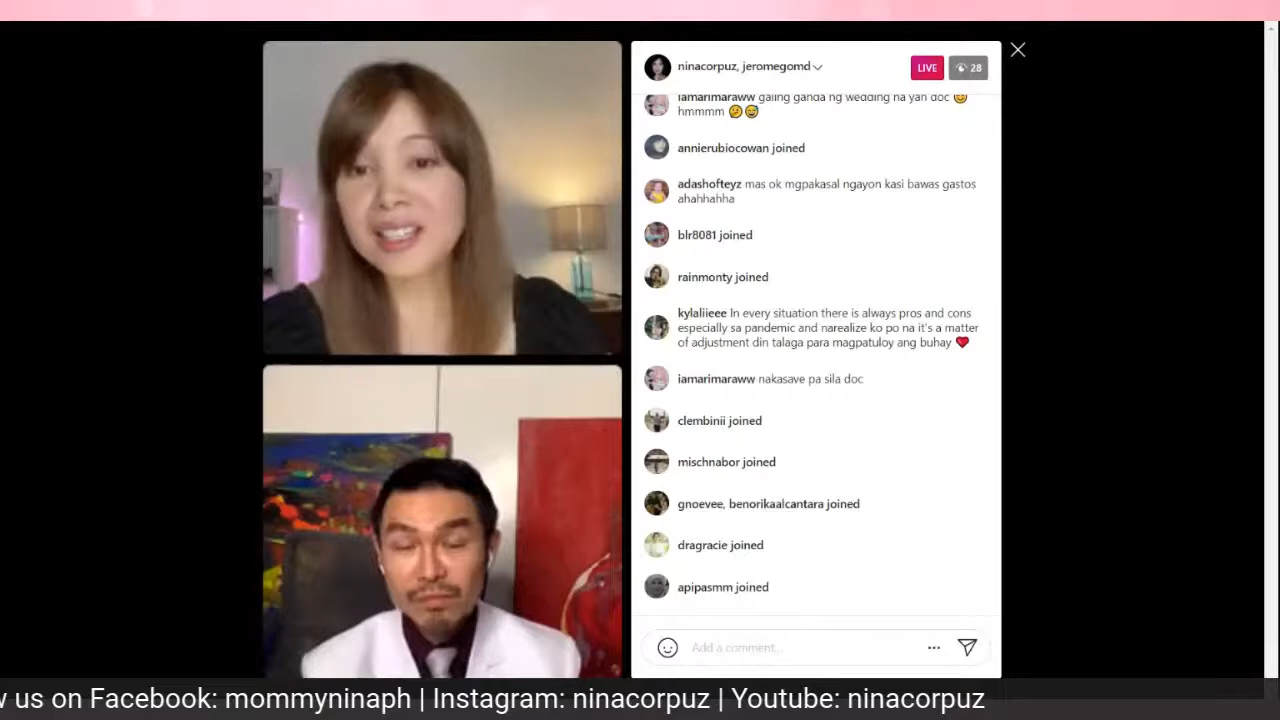 ninacorpuz, jeromegomd
LIVE
28
iamarimaraww galing ganda ng wedding na yan doc 😊
hmmmm 🤔😅
annierubiocowan joined
adashofteyz mas ok mgpakasal ngayon kasi bawas gastos
ahahhahha
blr8081 joined
rainmonty joined
kylaliieee In every situation there is always pros and cons
especially sa pandemic and narealize ko po na it's a matter
of adjustment din talaga para magpatuloy ang buhay ❤️
iamarimaraww nakasave pa sila doc
clembinii joined
mischnabor joined
gnoevee, benorikaalcantara joined
dragracie joined
apipasmm joined
Add a comment...
w us on Facebook: mommyninaph | Instagram: ninacorpuz | Youtube: ninacorpuz